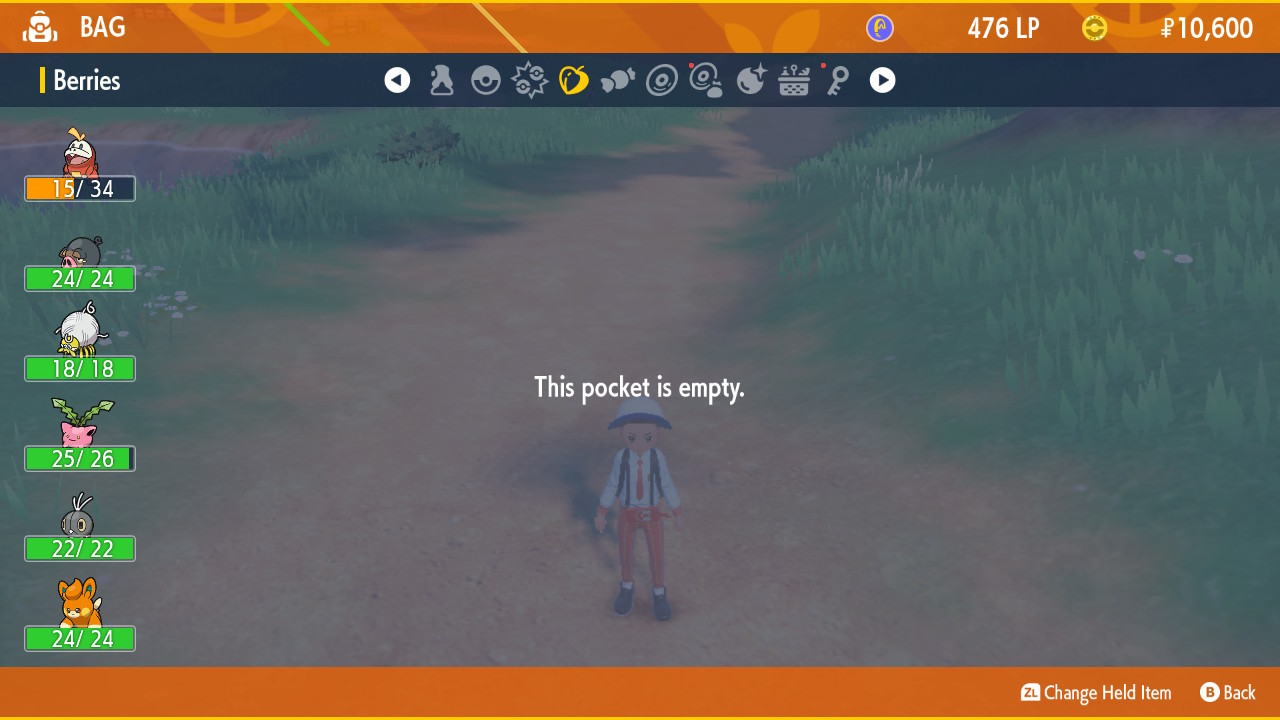 BAG
476 LP
₽10,600
Berries
15/ 34
24/ 24
18/ 18
25/ 26
22/ 22
24/ 24
This pocket is empty.
ZL Change Held Item
B Back